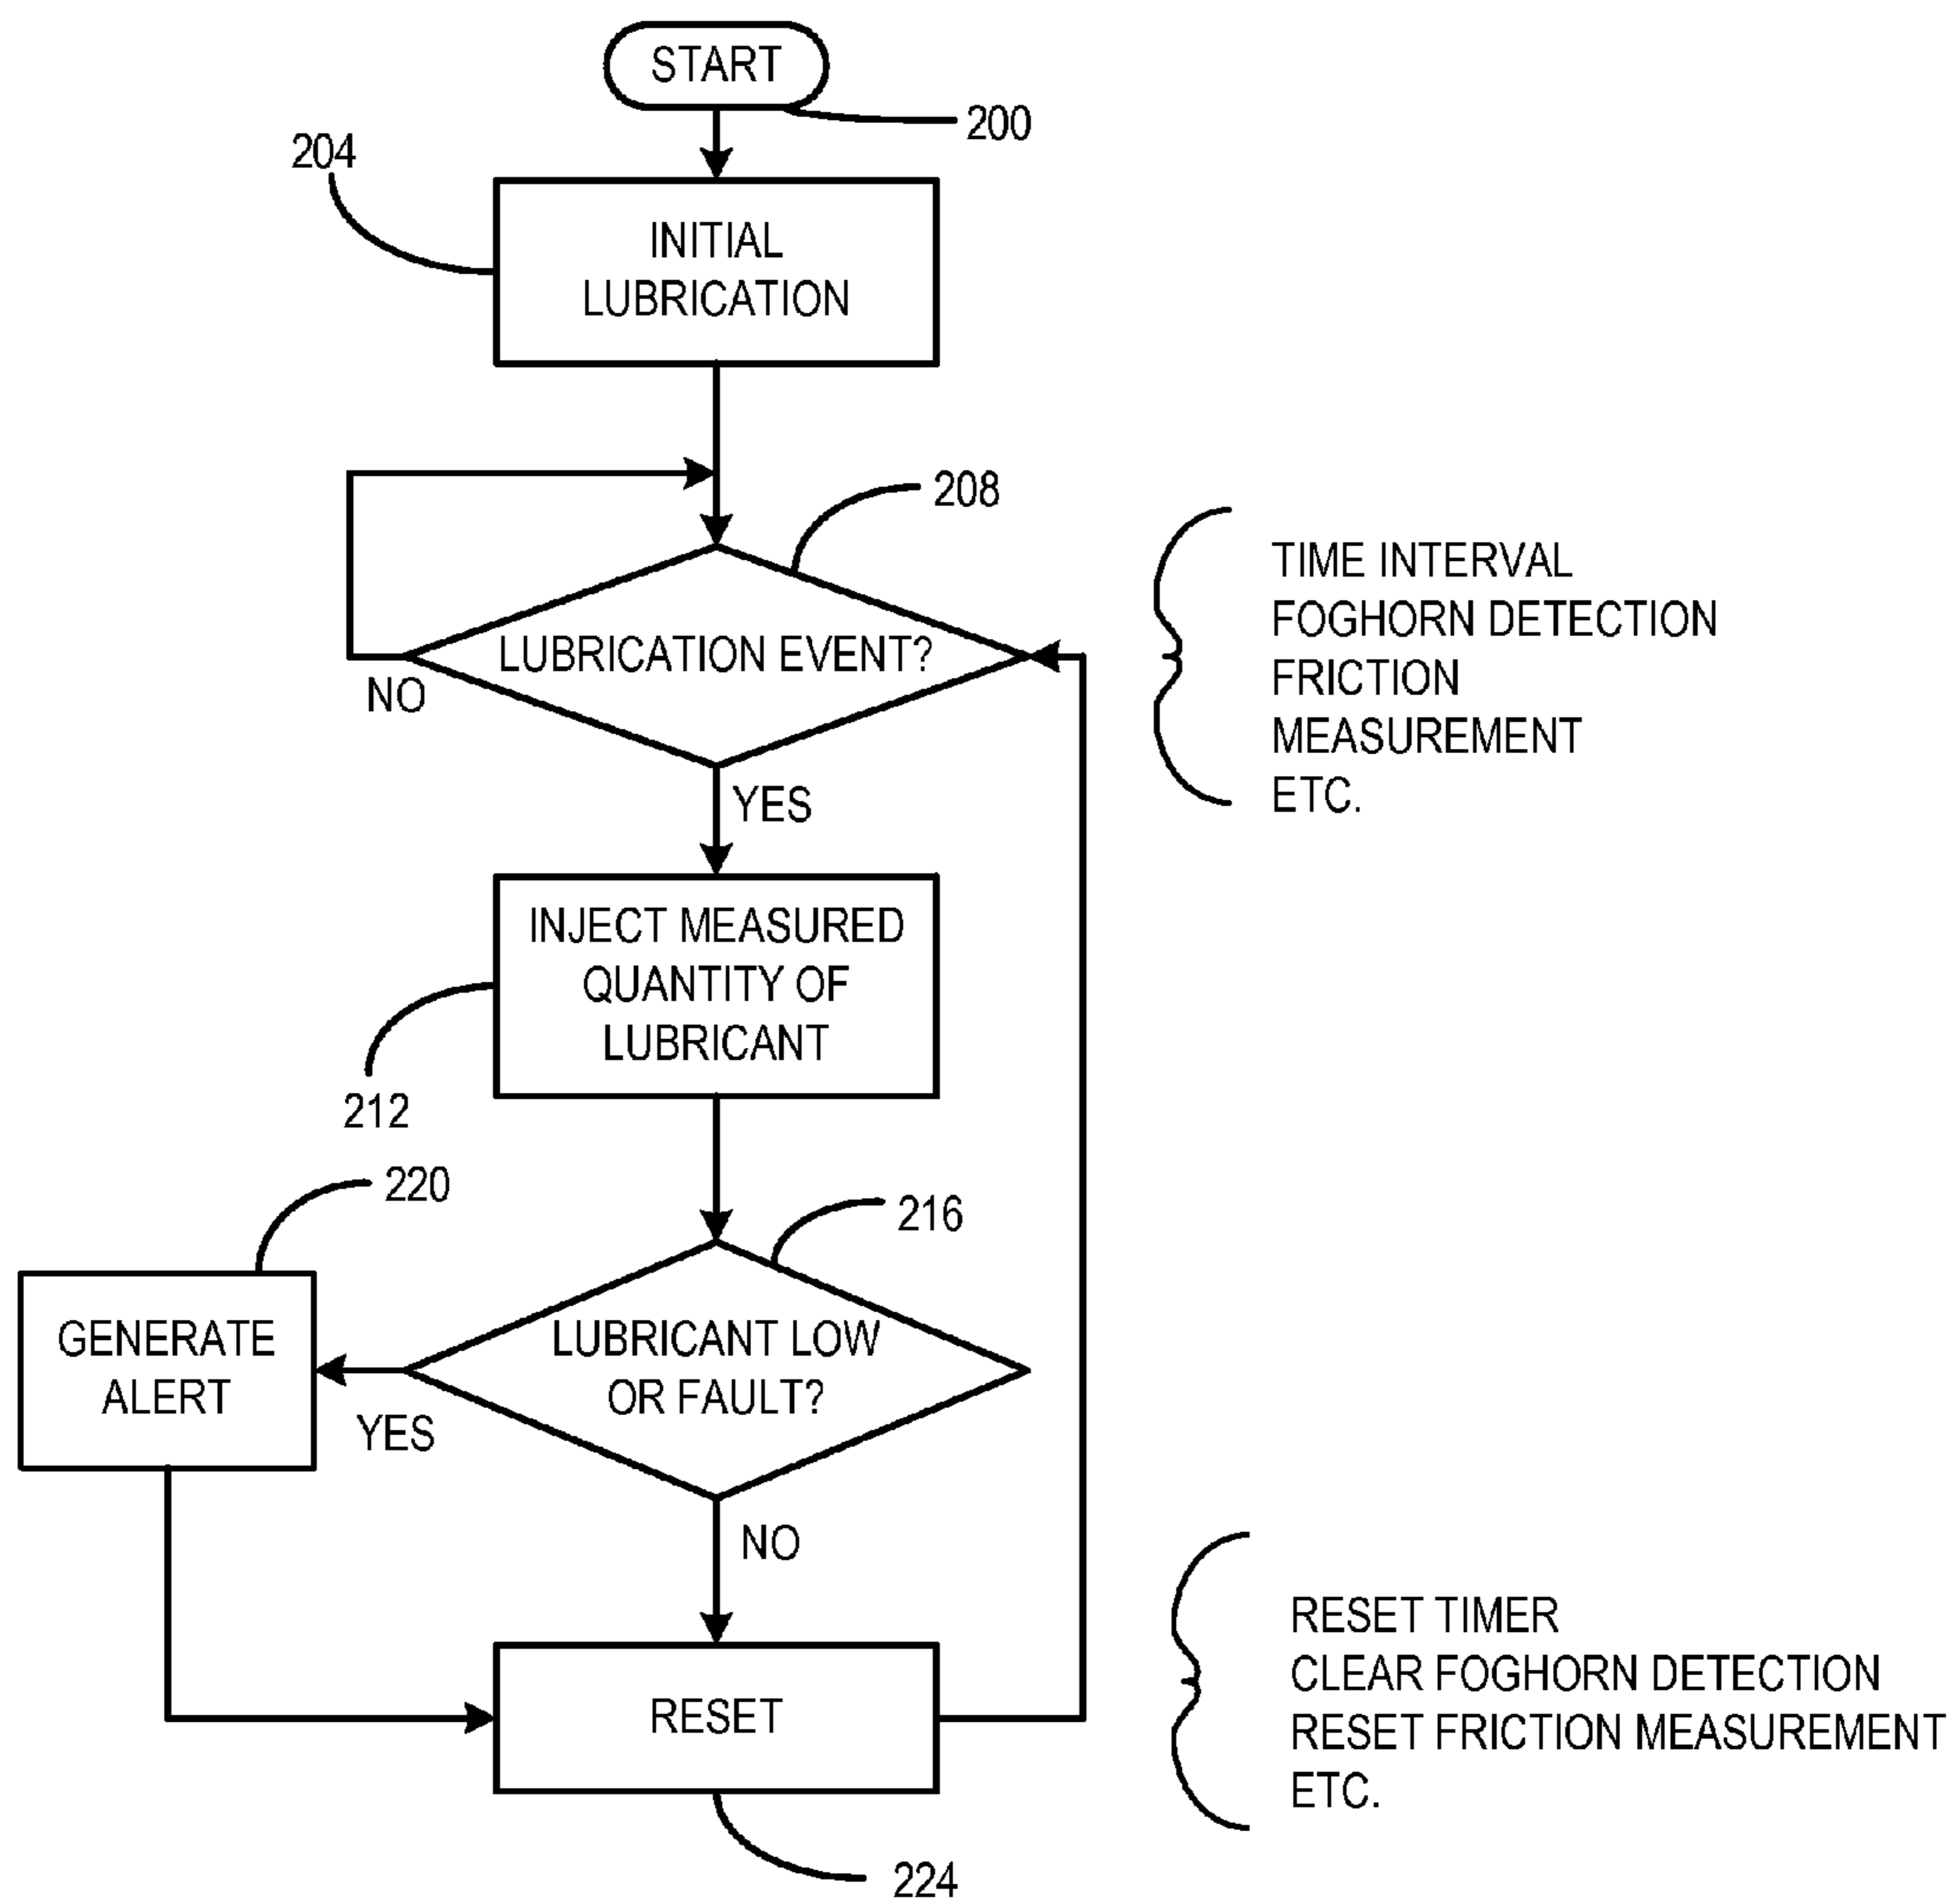 START
200
204
INITIAL
LUBRICATION
208
LUBRICATION EVENT?
NO
TIME INTERVAL
FOGHORN DETECTION
FRICTION
MEASUREMENT
ETC.
YES
INJECT MEASURED
QUANTITY OF
LUBRICANT
212
220
216
GENERATE
ALERT
LUBRICANT LOW
OR FAULT?
YES
NO
RESET
RESET TIMER
CLEAR FOGHORN DETECTION
RESET FRICTION MEASUREMENT
ETC.
224